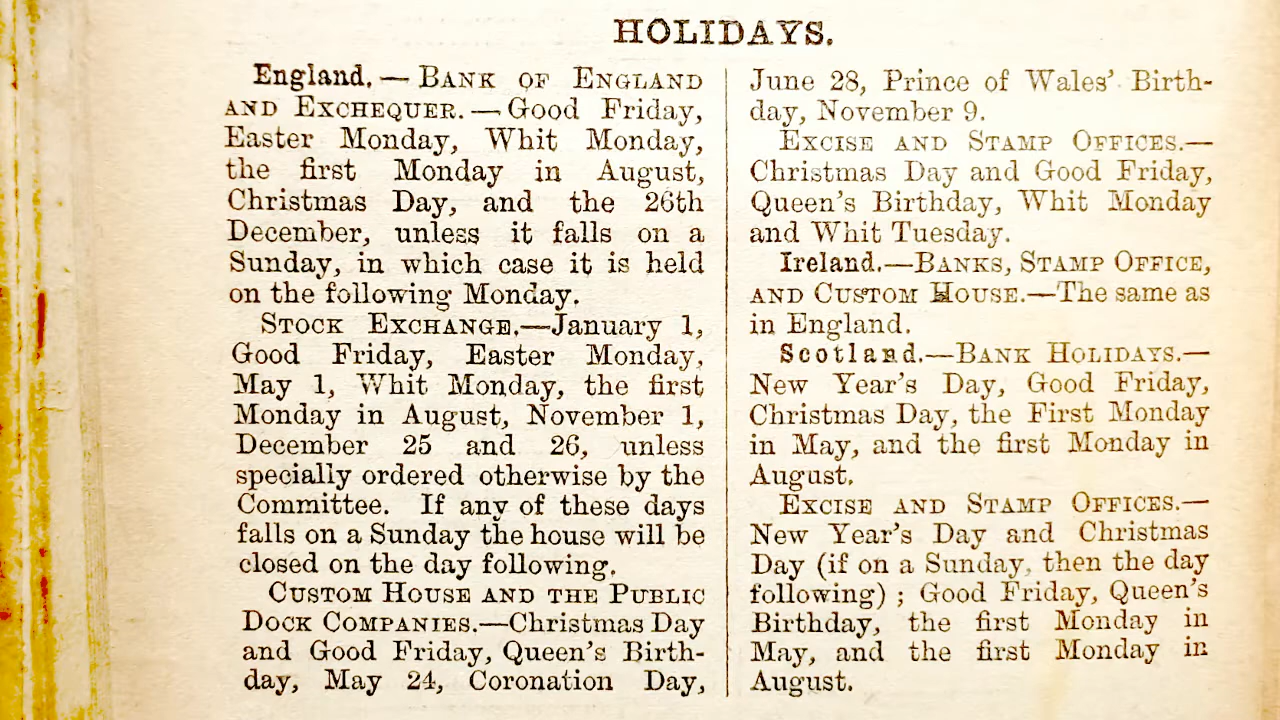 HOLIDAYS.
England. — BANK OF ENGLAND
AND EXCHEQUER. — Good Friday,
Easter Monday, Whit Monday,
the first Monday in August,
Christmas Day, and the 26th
December, unless it falls on a
Sunday, in which case it is held
on the following Monday.
STOCK EXCHANGE.—January 1,
Good Friday, Easter Monday,
May 1, Whit Monday, the first
Monday in August, November 1,
December 25 and 26, unless
specially ordered otherwise by the
Committee. If any of these days
falls on a Sunday the house will be
closed on the day following.
CUSTOM HOUSE AND THE PUBLIC
DOCK COMPANIES.—Christmas Day
and Good Friday, Queen's Birth-
day, May 24, Coronation Day,
June 28, Prince of Wales' Birth-
day, November 9.
EXCISE AND STAMP OFFICES.—
Christmas Day and Good Friday,
Queen's Birthday, Whit Monday
and Whit Tuesday.
Ireland.—BANKS, STAMP OFFICE,
AND CUSTOM HOUSE.—The same as
in England.
Scotland.—BANK HOLIDAYS.—
New Year's Day, Good Friday,
Christmas Day, the First Monday
in May, and the first Monday in
August.
EXCISE AND STAMP OFFICES.—
New Year's Day and Christmas
Day (if on a Sunday, then the day
following) ; Good Friday, Queen's
Birthday, the first Monday in
May, and the first Monday in
August.